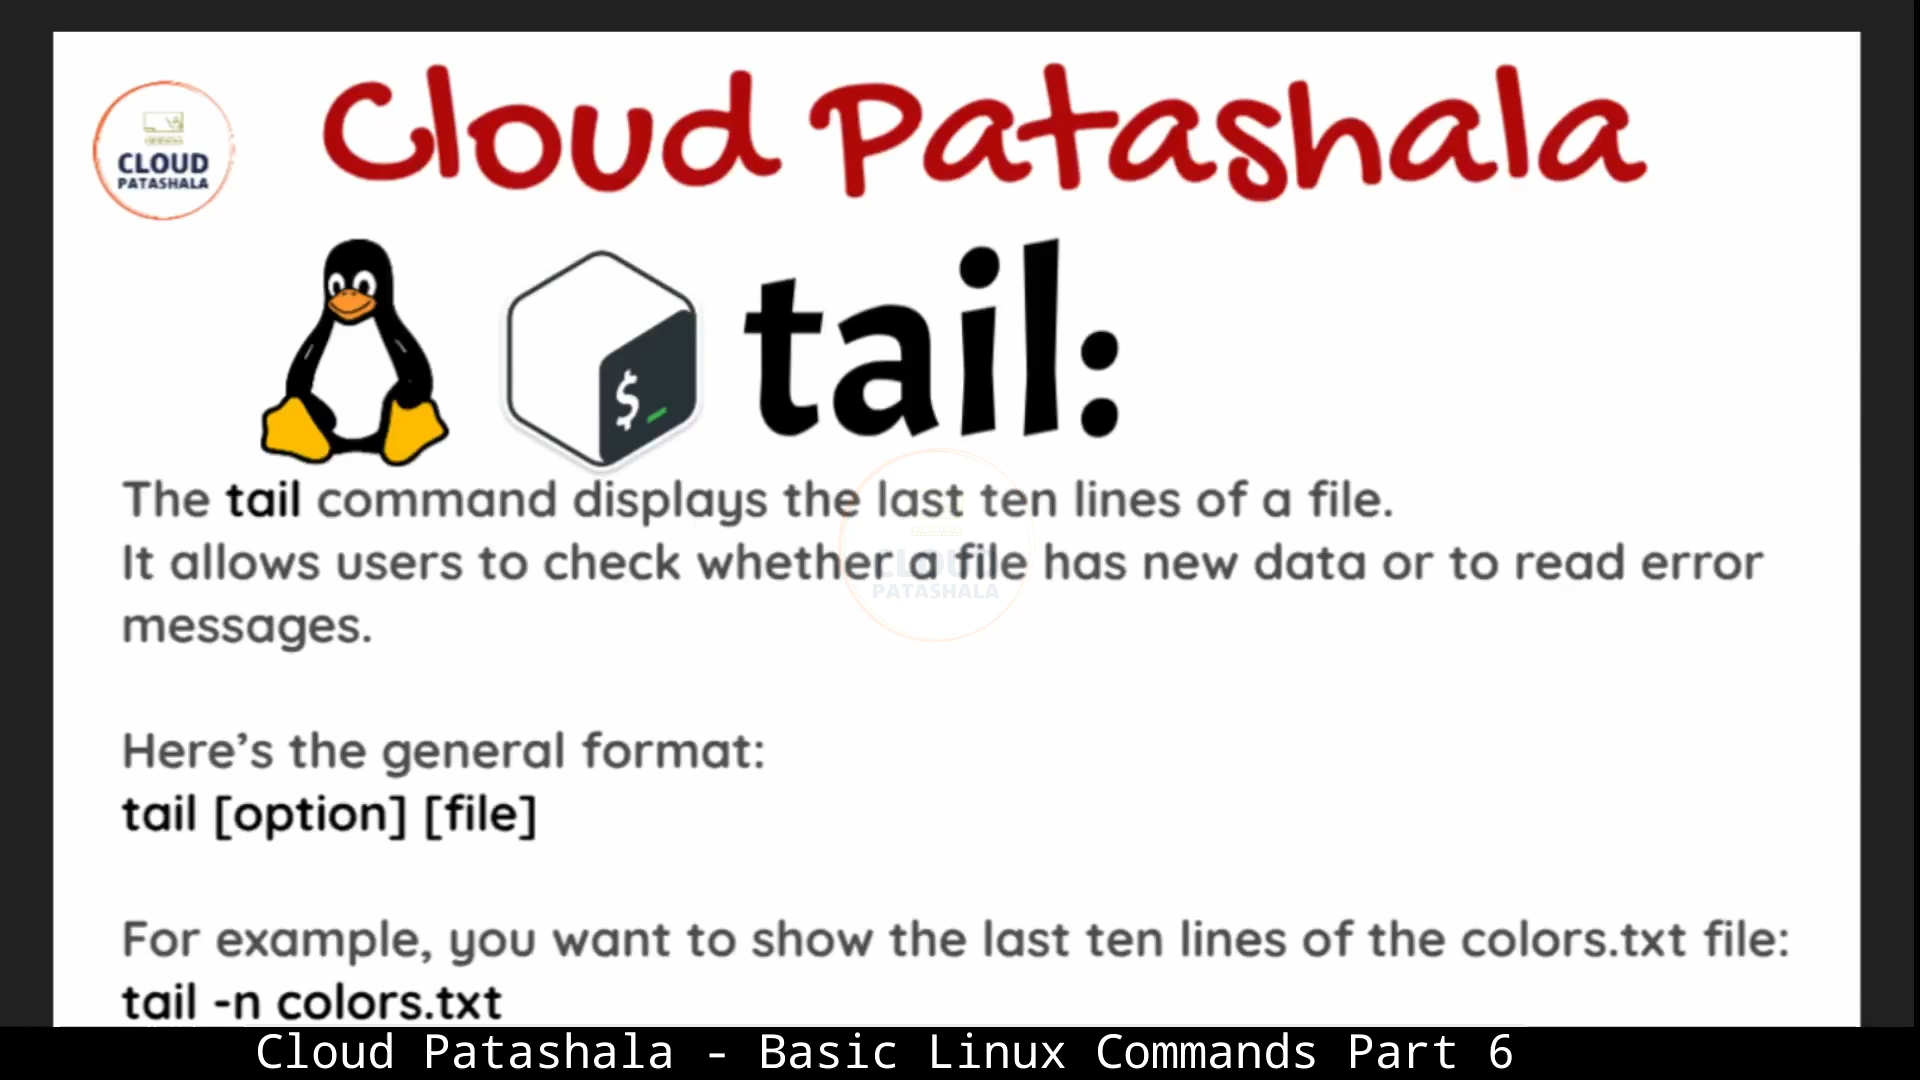 Cloud Patashala
CLOUD
PATASHALA
$_
tail:
The tail command displays the last ten lines of a file.
It allows users to check whether a file has new data or to read error
messages.
CLOUD
PATASHALA
Here’s the general format:
tail [option] [file]
For example, you want to show the last ten lines of the colors.txt file:
tail -n colors.txt
Cloud Patashala - Basic Linux Commands Part 6